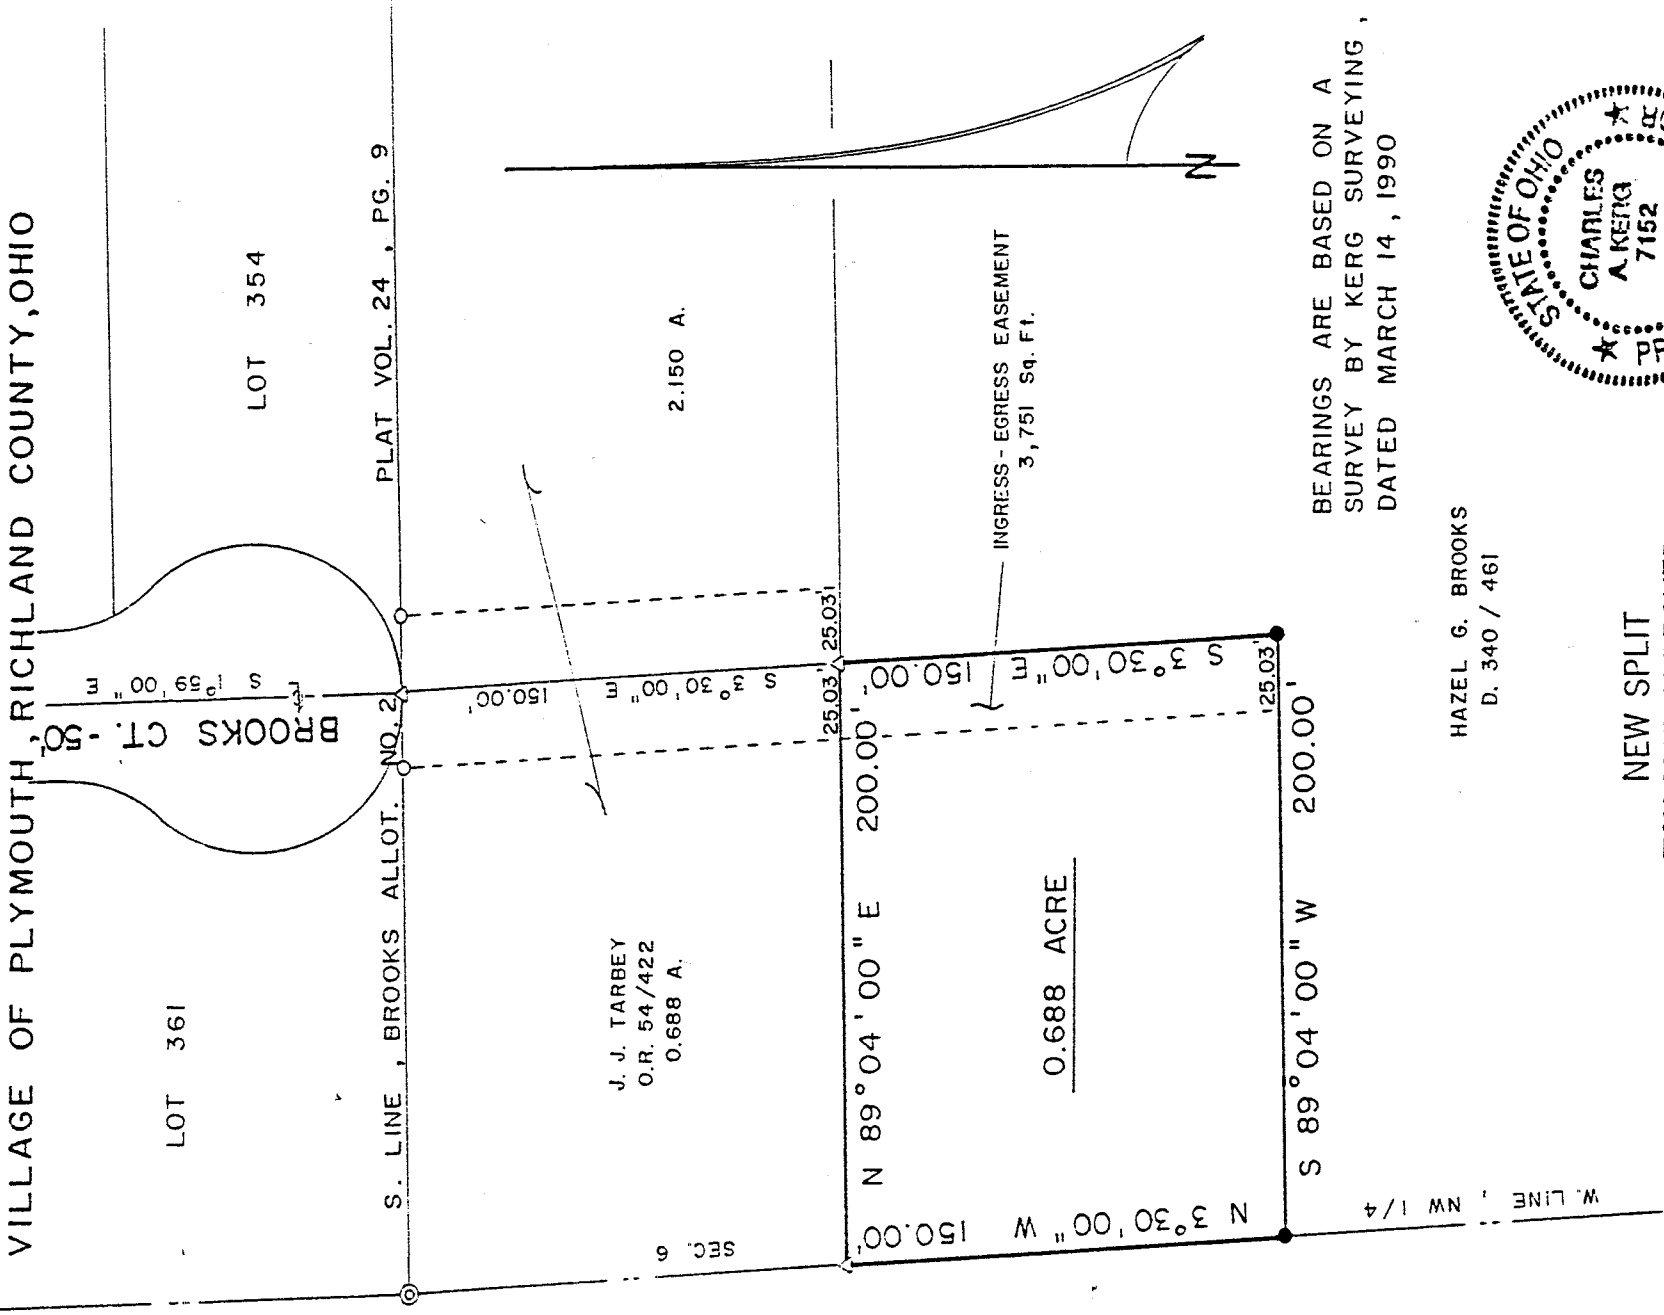 VILLAGE OF PLYMOUTH, RICHLAND COUNTY, OHIO
LOT 361
LOT 354
BROOKS CT. - 50'
S 1° 59' 00" E
℄
S. LINE, BROOKS ALLOT. NO. 2
PLAT VOL. 24, PG. 9
SEC. 6
J. J. TARBEY
O.R. 54/422
0.688 A.
S 3° 30' 00" E 150.00'
2.150 A.
25.03'
25.03'
N 89° 04' 00" E 200.00'
N 3° 30' 00" W 150.00'
0.688 ACRE
S 3° 30' 00" E 150.00'
INGRESS - EGRESS EASEMENT
3,751 Sq. Ft.
25.03'
S 89° 04' 00" W 200.00'
N
W. LINE, NW 1/4
BEARINGS ARE BASED ON A
SURVEY BY KERG SURVEYING,
DATED MARCH 14, 1990
HAZEL G. BROOKS
D. 340 / 461
STATE OF OHIO
CHARLES
A. KERG
7152
NEW SPLIT